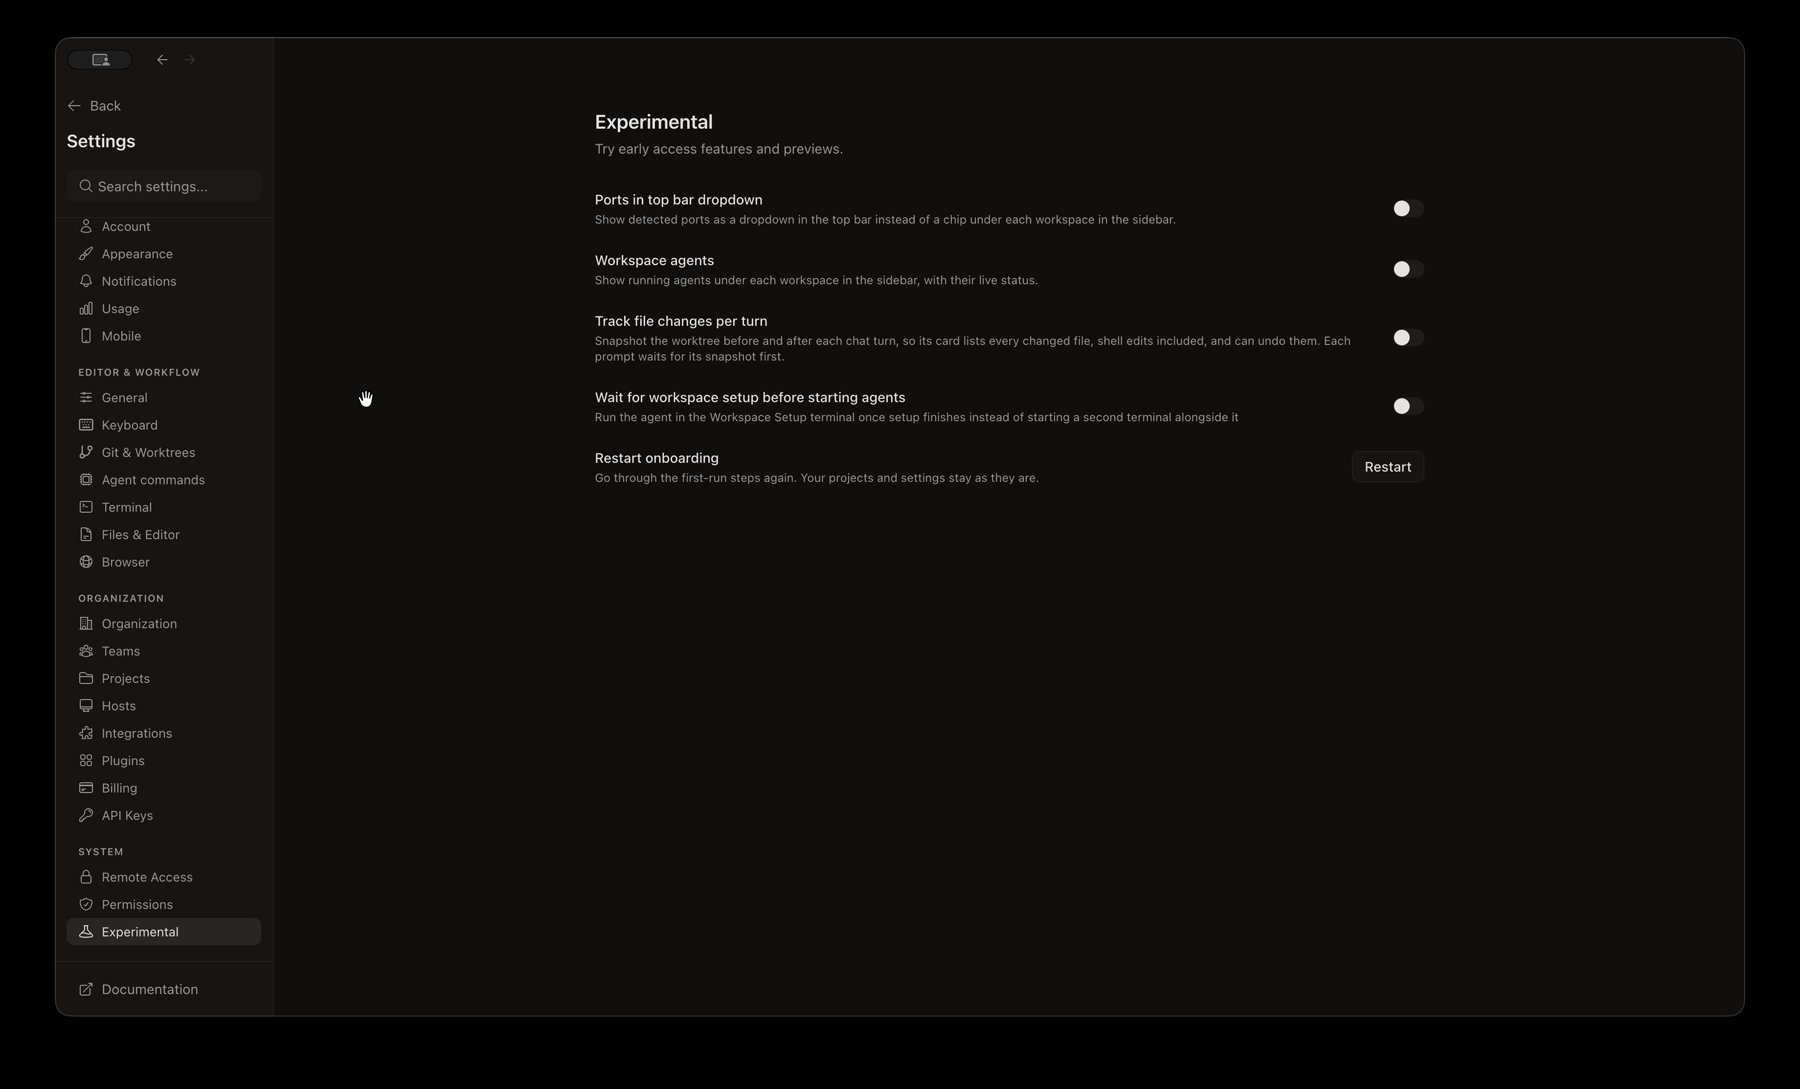 Back
Settings
Search settings...
Account
Appearance
Notifications
Usage
Mobile
EDITOR & WORKFLOW
General
Keyboard
Git & Worktrees
Agent commands
Terminal
Files & Editor
Browser
ORGANIZATION
Organization
Teams
Projects
Hosts
Integrations
Plugins
Billing
API Keys
SYSTEM
Remote Access
Permissions
Experimental
Documentation
Experimental
Try early access features and previews.
Ports in top bar dropdown
Show detected ports as a dropdown in the top bar instead of a chip under each workspace in the sidebar.
Workspace agents
Show running agents under each workspace in the sidebar, with their live status.
Track file changes per turn
Snapshot the worktree before and after each chat turn, so its card lists every changed file, shell edits included, and can undo them. Each
prompt waits for its snapshot first.
Wait for workspace setup before starting agents
Run the agent in the Workspace Setup terminal once setup finishes instead of starting a second terminal alongside it
Restart onboarding
Go through the first-run steps again. Your projects and settings stay as they are.
Restart